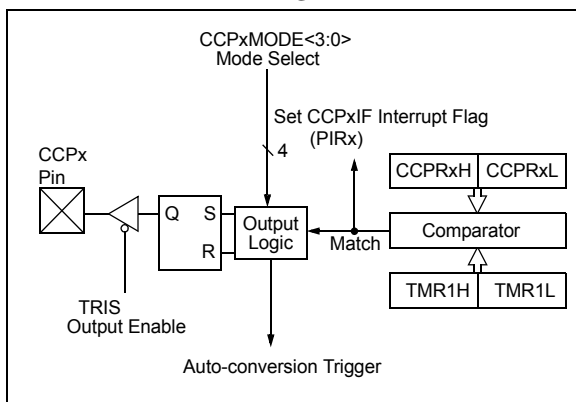 CCPxMODE<3:0>
Mode Select
Set CCPxIF Interrupt Flag
(PIRx)
4
CCPx
Pin
CCPRxH
CCPRxL
Q
S
R
Output
Logic
Match
Comparator
TMR1H
TMR1L
TRIS
Output Enable
Auto-conversion Trigger